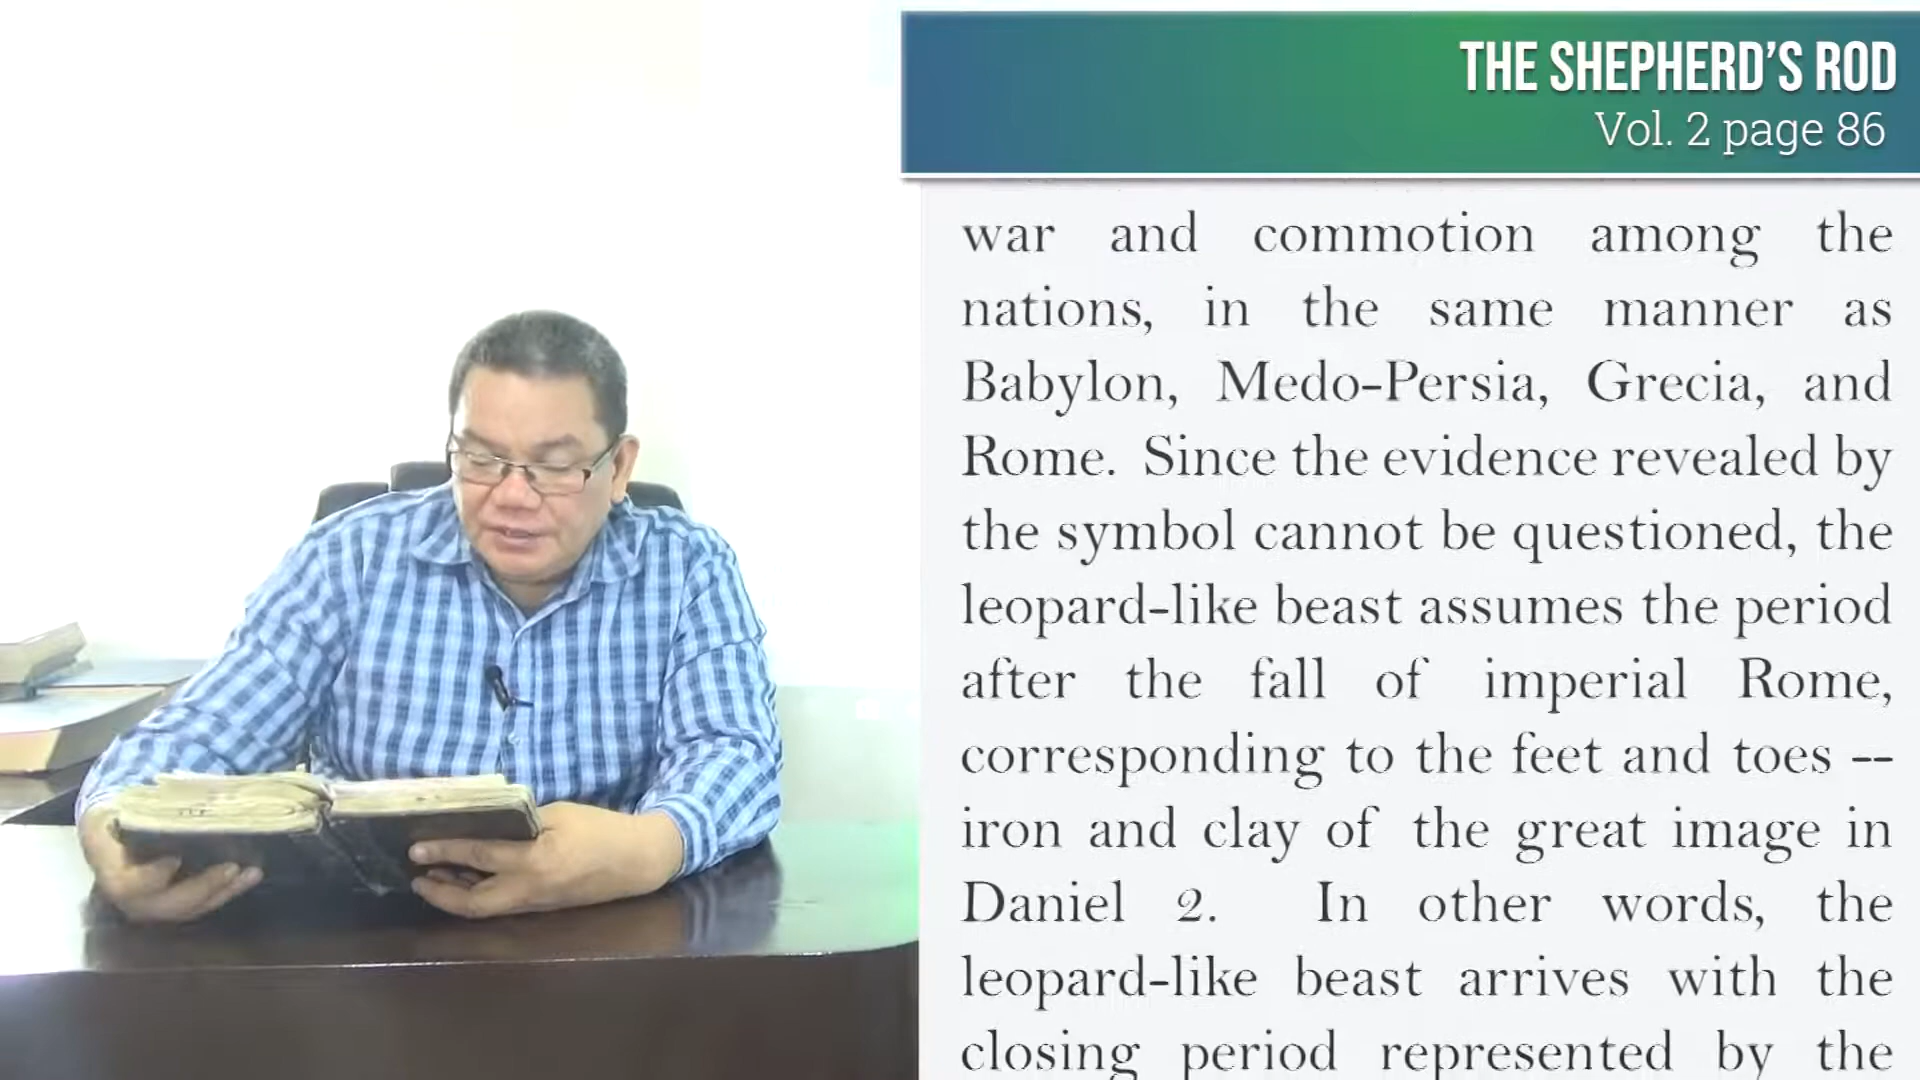 THE SHEPHERD'S ROD
Vol. 2 page 86
war and commotion among the
nations, in the same manner as
Babylon, Medo-Persia, Grecia, and
Rome. Since the evidence revealed by
the symbol cannot be questioned, the
leopard-like beast assumes the period
after the fall of imperial Rome,
corresponding to the feet and toes --
iron and clay of the great image in
Daniel 2. In other words, the
leopard-like beast arrives with the
closing period represented by the